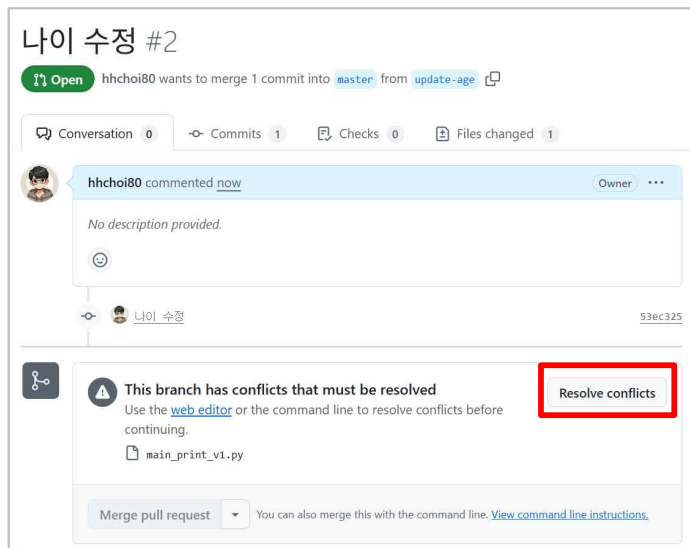 나이 수정 #2
Open hhchoi80 wants to merge 1 commit into master from update-age
Conversation 0 Commits 1 Checks 0 Files changed 1
hhchoi80 commented now Owner ...
No description provided.
나이 수정 53ec325
This branch has conflicts that must be resolved
Resolve conflicts
Use the web editor or the command line to resolve conflicts before
continuing.
main_print_v1.py
Merge pull request You can also merge this with the command line. View command line instructions.